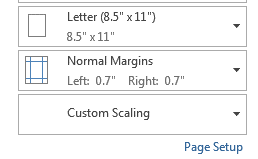 Letter (8.5" x 11")
8.5" x 11"
Normal Margins
Left:  0.7"    Right:  0.7"
Custom Scaling
Page Setup